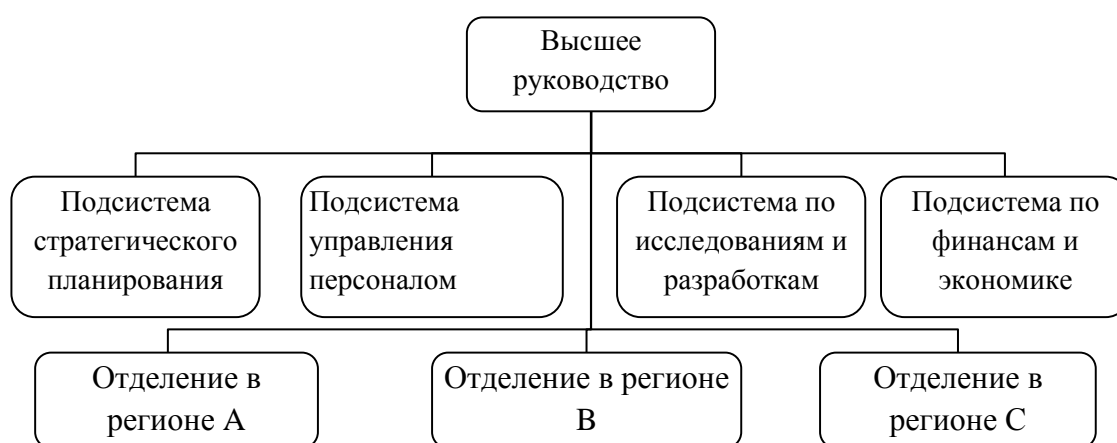 Высшее
руководство
Подсистема
стратегического
планирования
Подсистема
управления
персоналом
Подсистема по
исследованиям и
разработкам
Подсистема по
финансам и
экономике
Отделение в
регионе A
Отделение в регионе
B
Отделение в
регионе C